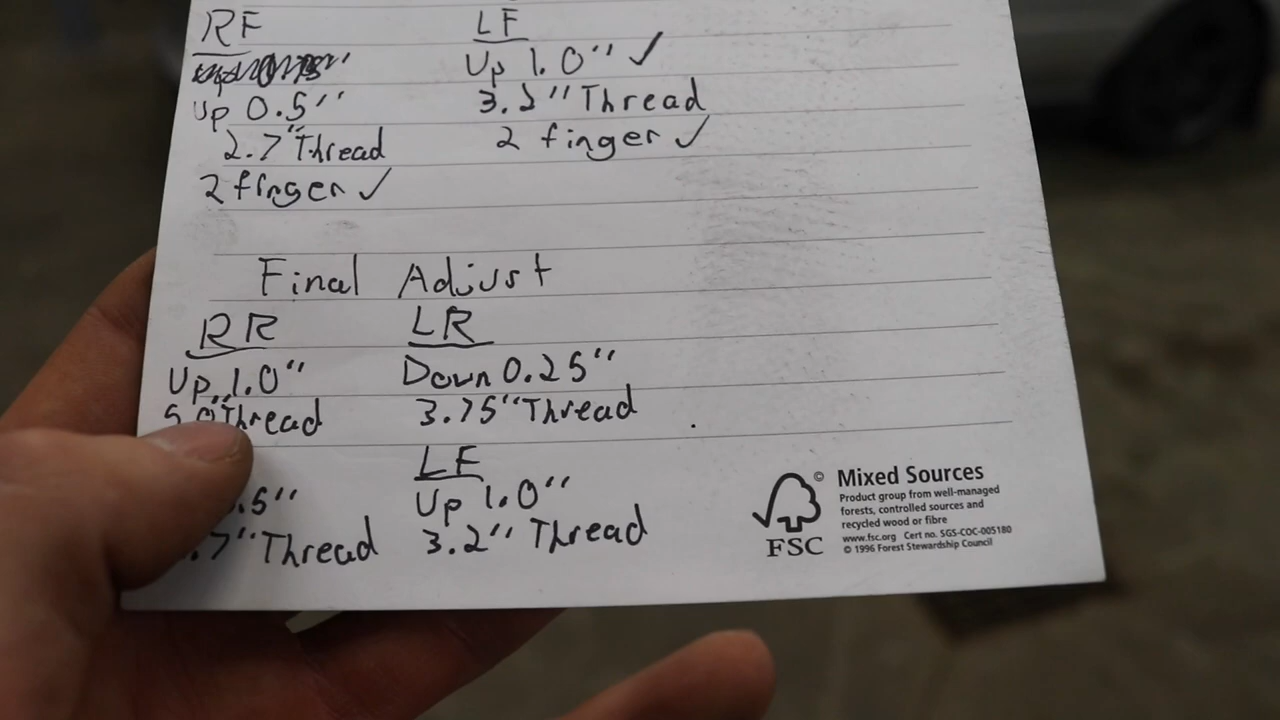 RF LF
Up 0.5" Up 1.0" ✓
2.7" Thread 3.2" Thread
2 finger ✓ 2 finger ✓
Final Adjust
RR LR
Up 1.0" Down 0.25"
Thread 3.75" Thread
LF
.5" Up 1.0"
.7" Thread 3.2" Thread
FSC
©
Mixed Sources
Product group from well-managed
forests, controlled sources and
recycled wood or fibre
www.fsc.org Cert no. SGS-COC-005180
© 1996 Forest Stewardship Council